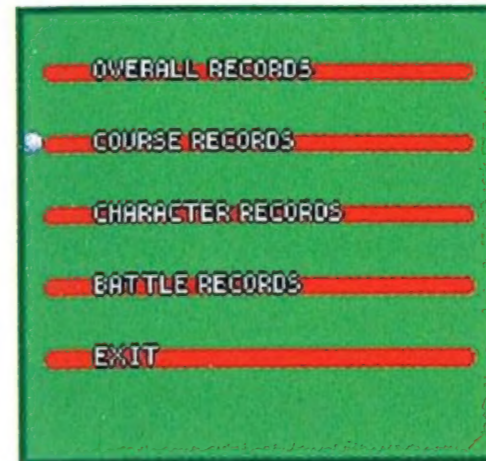 OVERALL RECORDS
COURSE RECORDS
CHARACTER RECORDS
BATTLE RECORDS
EXIT